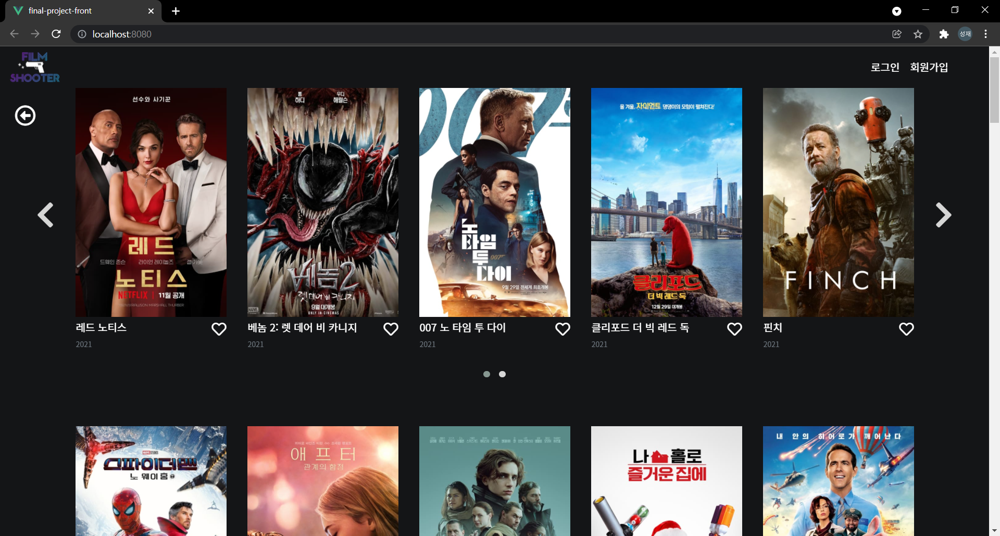 final-project-front
localhost:8080
성재
FILM
SHOOTER
로그인 회원가입
선수와 사기꾼
레드
드웨인 존슨 라이언 레이놀즈 갤 가돗
노티스
NETFLIX | 11월 공개
RAWSON MARSHALL THURBER
톰 하디
우디 해럴슨
베놈2
렛 데어 비 카니지
9월 대개봉
ONLY IN CINEMAS
MARVEL
007
노
타임
투
다이
007
9월 29일 전세계 최초개봉
올 겨울, 자이언트 댕댕이의 모험이 펼쳐진다!
클리포드
더 빅 레드 독
12월 29일 대개봉
FINCH
레드 노티스
2021
베놈 2: 렛 데어 비 카니지
2021
007 노 타임 투 다이
2021
클리포드 더 빅 레드 독
2021
핀치
2021
스파이더맨
노 웨이 홈
애프터
관계의 함정
나 홀로
즐거운 집에
내 안의 히어로가 깨어난다